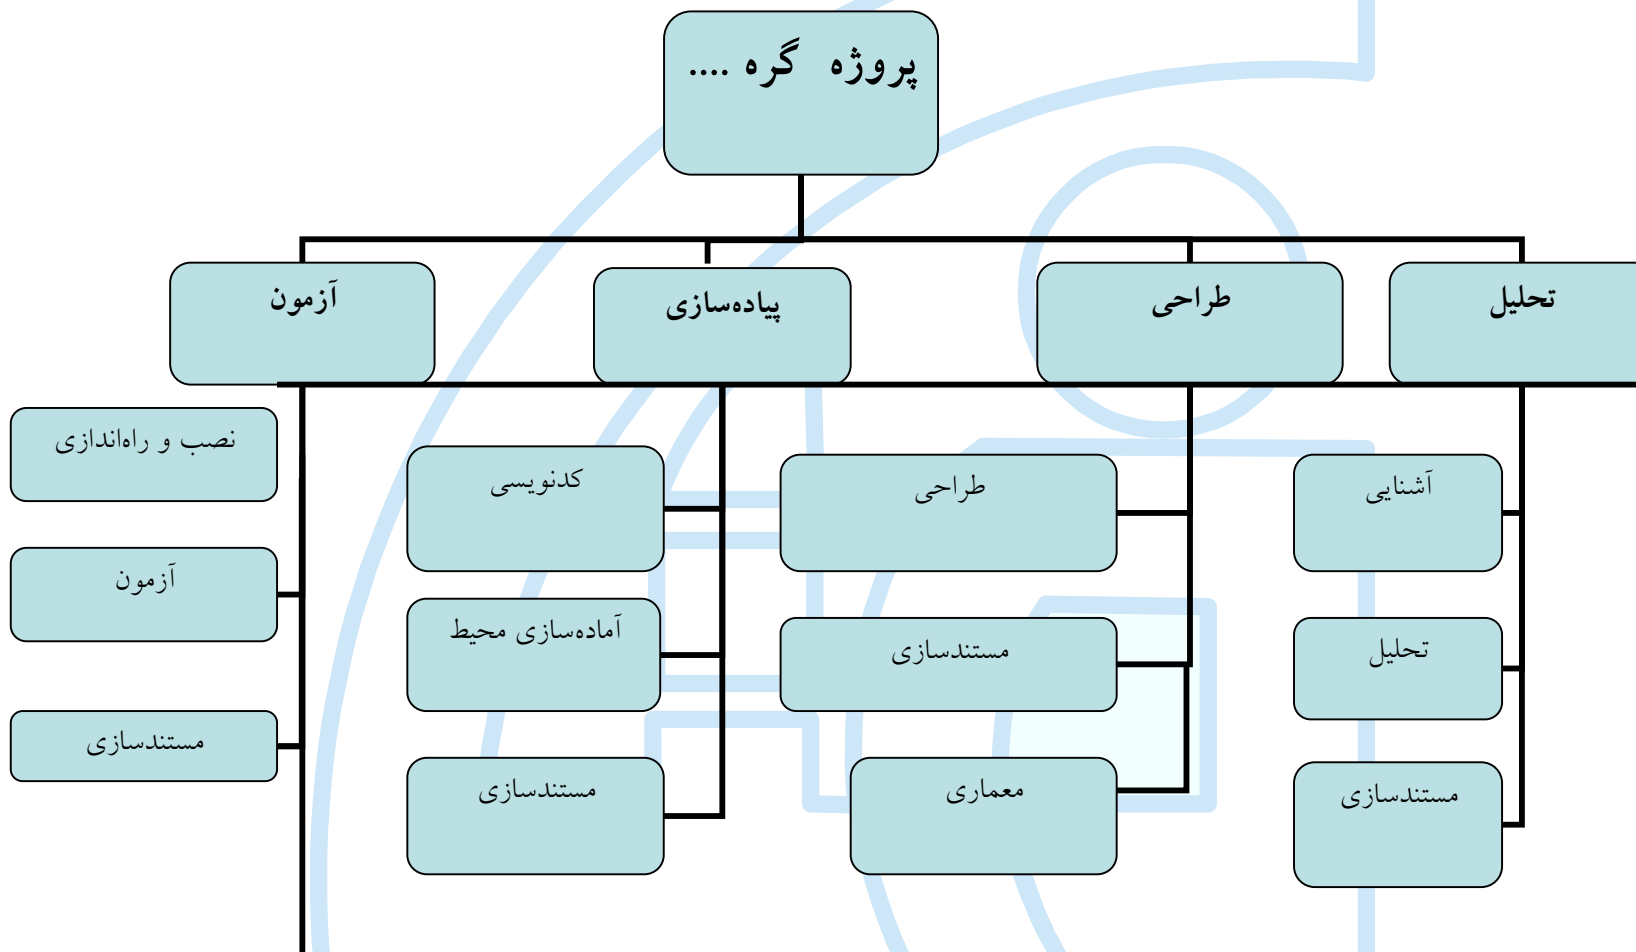 پروژه گره ....
تحلیل
طراحی
پیاده‌سازی
آزمون
آشنایی
تحلیل
مستندسازی
طراحی
مستندسازی
معماری
کدنویسی
آماده‌سازی محیط
مستندسازی
نصب و راه‌اندازی
آزمون
مستندسازی